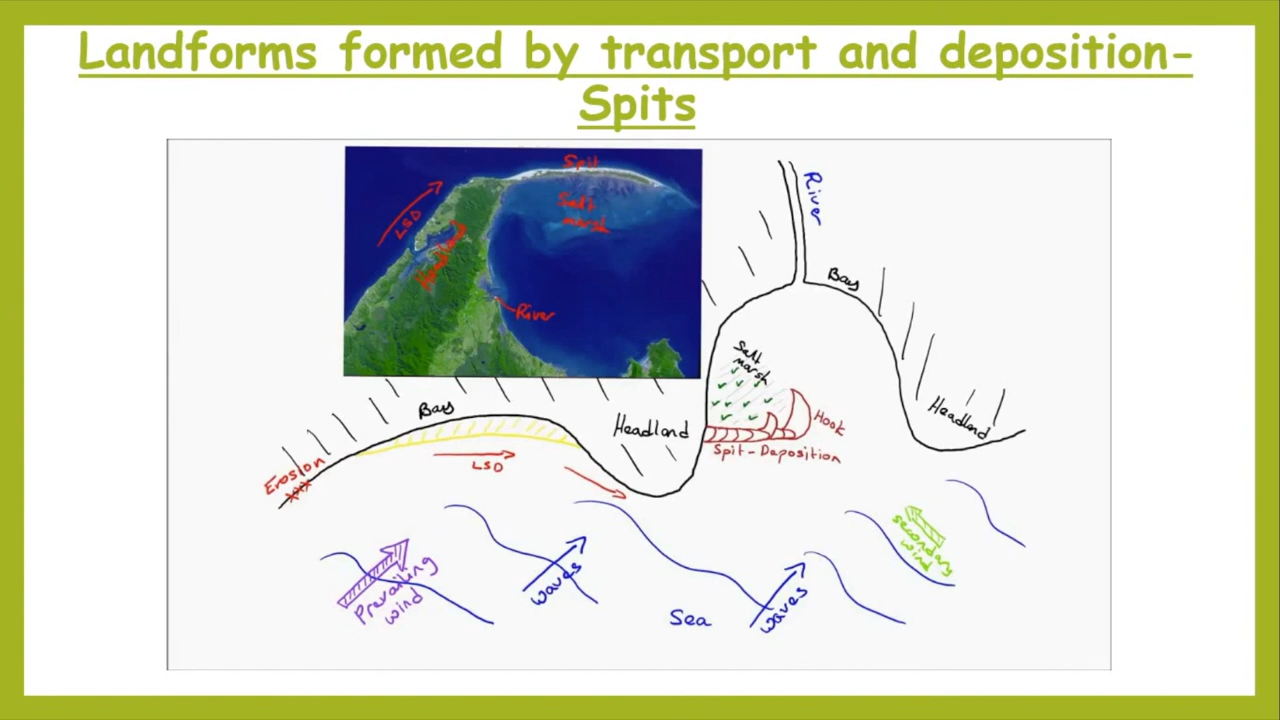 Landforms formed by transport and deposition-
Spits
Spit
Salt
marsh
LSD
Headland
River
River
Bay
Salt
marsh
Bay
Headland
Hook
Headland
Spit - Deposition
Erosion
LSD
secondary
wind
Prevailing
wind
waves
Sea
waves